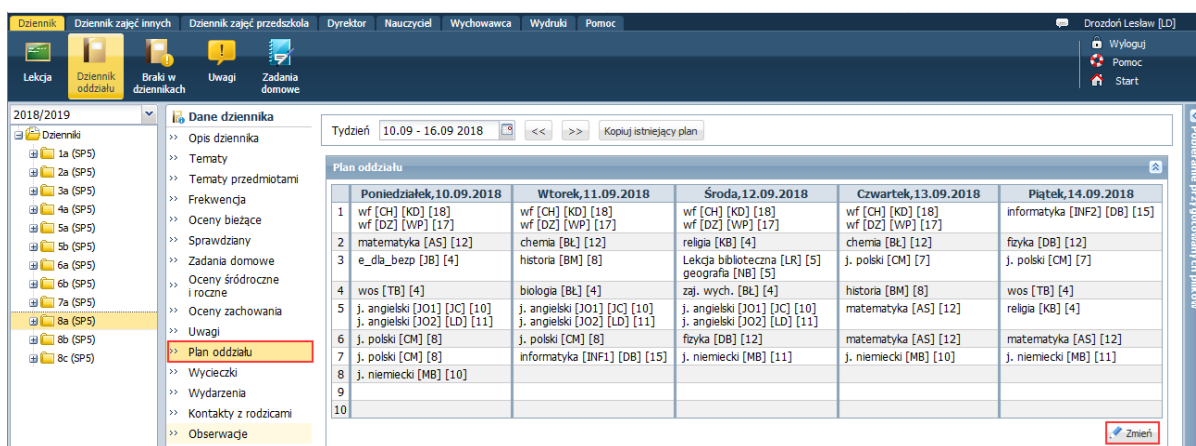 Dziennik Dziennik zajęć innych Dziennik zajęć przedszkola Dyrektor Nauczyciel Wychowawca Wydruki Pomoc Drozdoń Lesław [LD]
Lekcja
Dziennik oddziału
Braki w dziennikach
Uwagi
Zadania domowe
Wyloguj
Pomoc
Start
2018/2019
Dzienniki
1a (SP5)
2a (SP5)
3a (SP5)
4a (SP5)
5a (SP5)
5b (SP5)
6a (SP5)
6b (SP5)
7a (SP5)
8a (SP5)
8b (SP5)
8c (SP5)
Dane dziennika
>> Opis dziennika
>> Tematy
>> Tematy przedmiotami
>> Frekwencja
>> Oceny bieżące
>> Sprawdziany
>> Zadania domowe
>> Oceny śródroczne
i roczne
>> Oceny zachowania
>> Uwagi
>> Plan oddziału
>> Wycieczki
>> Wydarzenia
>> Kontakty z rodzicami
>> Obserwacje
Tydzień 10.09 - 16.09 2018 << >> Kopiuj istniejący plan
Plan oddziału
Poniedziałek,10.09.2018 Wtorek,11.09.2018 Środa,12.09.2018 Czwartek,13.09.2018 Piątek,14.09.2018
1 wf [CH] [KD] [18] wf [CH] [KD] [18] wf [CH] [KD] [18] wf [CH] [KD] [18] informatyka [INF2] [DB] [15]
wf [DZ] [WP] [17] wf [DZ] [WP] [17] wf [DZ] [WP] [17] wf [DZ] [WP] [17]
2 matematyka [AS] [12] chemia [BŁ] [12] religia [KB] [4] chemia [BŁ] [12] fizyka [DB] [12]
3 e_dla_bezp [JB] [4] historia [BM] [8] Lekcja biblioteczna [LR] [5] j. polski [CM] [7] j. polski [CM] [7]
geografia [NB] [5]
4 wos [TB] [4] biologia [BŁ] [4] zaj. wych. [BŁ] [4] historia [BM] [8] wos [TB] [4]
5 j. angielski [JO1] [JC] [10] j. angielski [JO1] [JC] [10] j. angielski [JO1] [JC] [10] matematyka [AS] [12] religia [KB] [4]
j. angielski [JO2] [LD] [11] j. angielski [JO2] [LD] [11] j. angielski [JO2] [LD] [11]
6 j. polski [CM] [8] j. polski [CM] [8] fizyka [DB] [12] matematyka [AS] [12] matematyka [AS] [12]
7 j. polski [CM] [8] informatyka [INF1] [DB] [15] j. niemiecki [MB] [11] j. niemiecki [MB] [10] j. niemiecki [MB] [11]
8 j. niemiecki [MB] [10]
9
10
Zmień
Pobieranie przygotowanych plików